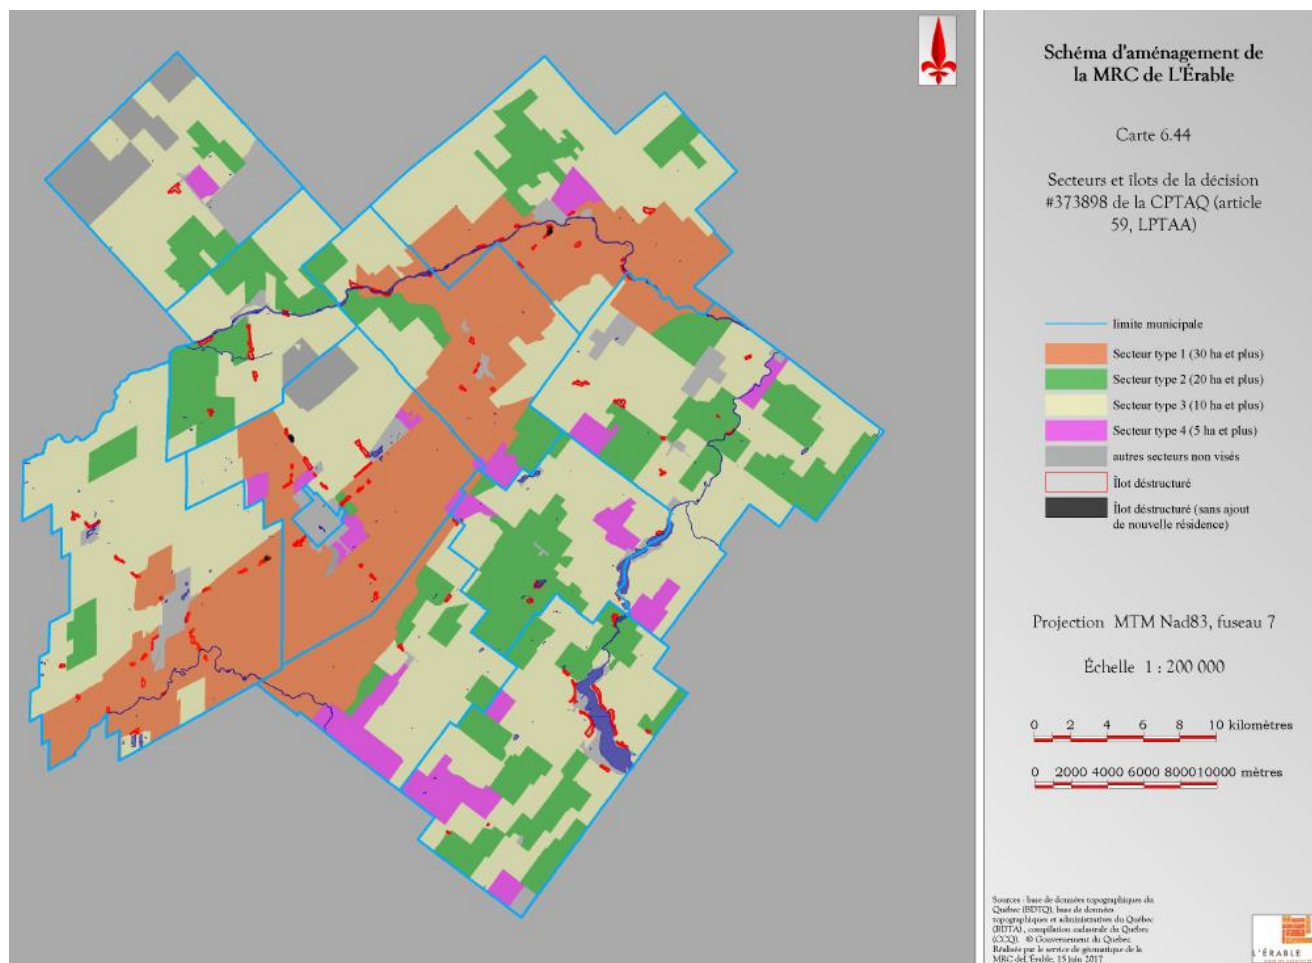 Schéma d'aménagement de
la MRC de L'Érable
Carte 6.44
Secteurs et îlots de la décision
#373898 de la CPTAQ (article
59, LPTAA)
limite municipale
Secteur type 1 (30 ha et plus)
Secteur type 2 (20 ha et plus)
Secteur type 3 (10 ha et plus)
Secteur type 4 (5 ha et plus)
autres secteurs non visés
Îlot déstructuré
Îlot déstructuré (sans ajout
de nouvelle résidence)
Projection MTM Nad83, fuseau 7
Échelle 1 : 200 000
0 2 4 6 8 10 kilomètres
0 2000 4000 6000 8000 10000 mètres
Sources : base de données topographiques du
Québec (BDTQ), base de données
topographiques et administratives du Québec
(BDTA), compilation cadastrale du Québec
(CCQ). © Gouvernement du Québec
Réalisée par le service de géomatique de la
MRC de L'Érable, 15 juin 2017
L'ÉRABLE